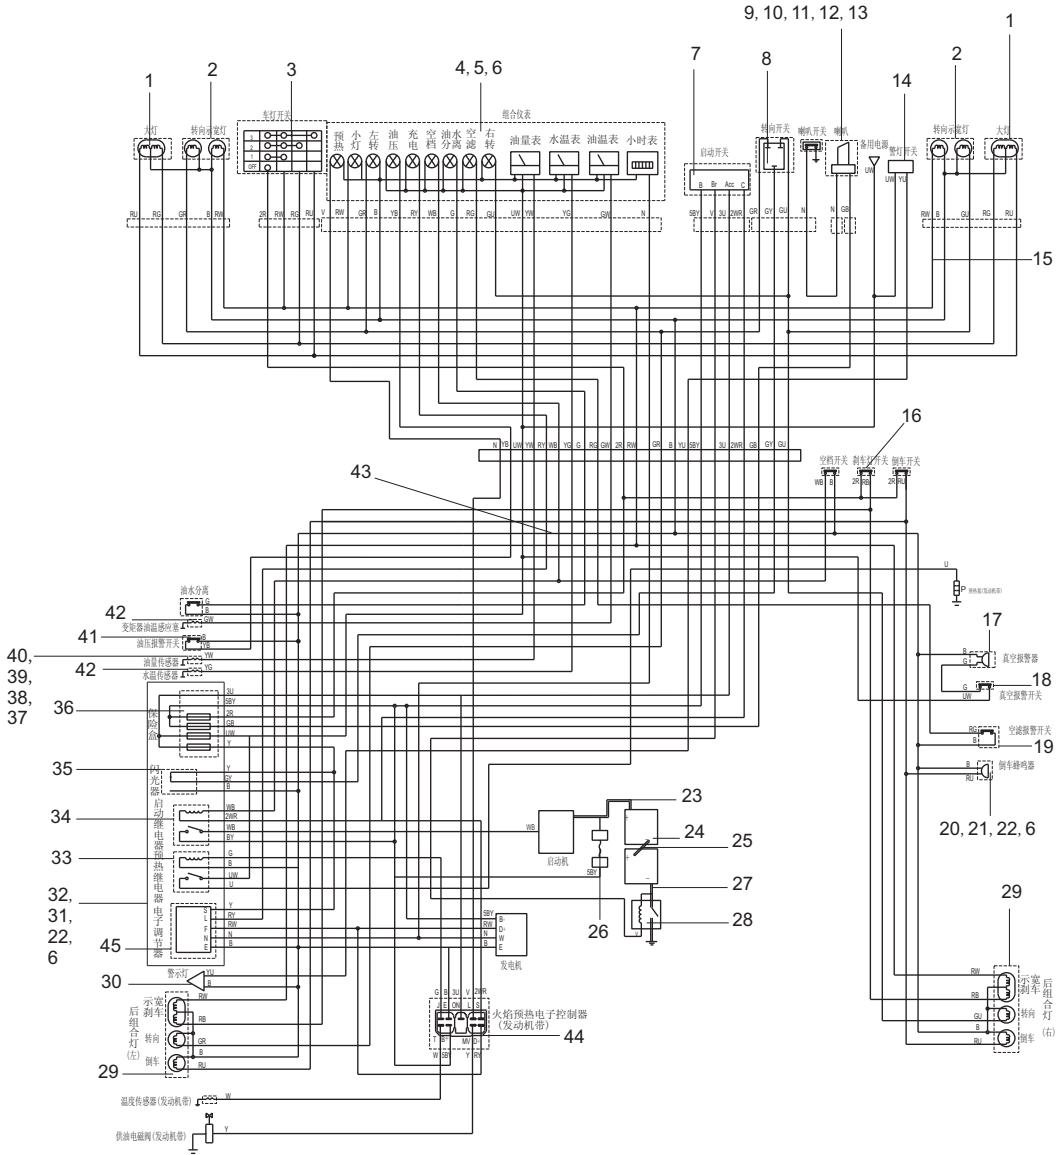 9, 10, 11, 12, 13
1
7
8
1
2
3
4, 5, 6
2
14
大灯
转向示宽灯
车灯开关
组合仪表
启动开关
转向开关
喇叭开关
喇叭
备用电源
警灯开关
转向示宽灯
大灯
预热
小灯
左转
油压
充电
空档
油水分离
空滤
右转
油量表
水温表
油温表
小时表
3
2
1
OFF
B Br Acc C
UW
UW YU
RU RG GR B RW
2R RW RG RU
V RW GR B YB RY WB G RG GU UW YW YG GW N
5BY V 3U 2WR GR GY GU N
N GB
RW B GU RG RU
15
N YB UW YW RY WB YG G RG GW 2R RW GR B YU 5BY 3U 2WR GB GY GU
16
空档开关
刹车灯开关
倒车开关
WB B 2R RB 2R RU
43
油水分离
G
B
42
GW
变矩器油温感应塞
41
油压报警开关
B
YB
40,
39,
38,
37
YW
油量传感器
42
YG
水温传感器
U
P
17
B
G
真空报警器
18
G
UW
真空报警开关
36
保险盒
3U
5BY
2R
GB
UW
Y
RG
B
空滤报警开关
19
35
闪光器
Y
GY
B
B
RU
倒车蜂鸣器
20, 21, 22, 6
34
启动继电器
WB
2WR
WB
BY
WB
启动机
23
24
25
5BY
+
−
+
−
33
预热继电器
G
B
UW
U
27
28
V
26
32,
31,
22,
6
45
电子调节器
S
L
F
N
E
Y
RY
RW
N
B
5BY
RW
N
B
B+
D+
W
E
发电机
29
30
警示灯
YU
B
后组合灯
(左)
示宽
刹车
转向
倒车
RW
RB
GR
B
RU
29
G B 3U V 2WR
J E ON L S
T B+ MV D+
W 5BY Y RY
火焰预热电子控制器
(发动机带)
44
RW
RB
GU
B
RU
示宽
刹车
转向
倒车
后组合灯
(右)
温度传感器(发动机带)
W
供油电磁阀(发动机带)
Y